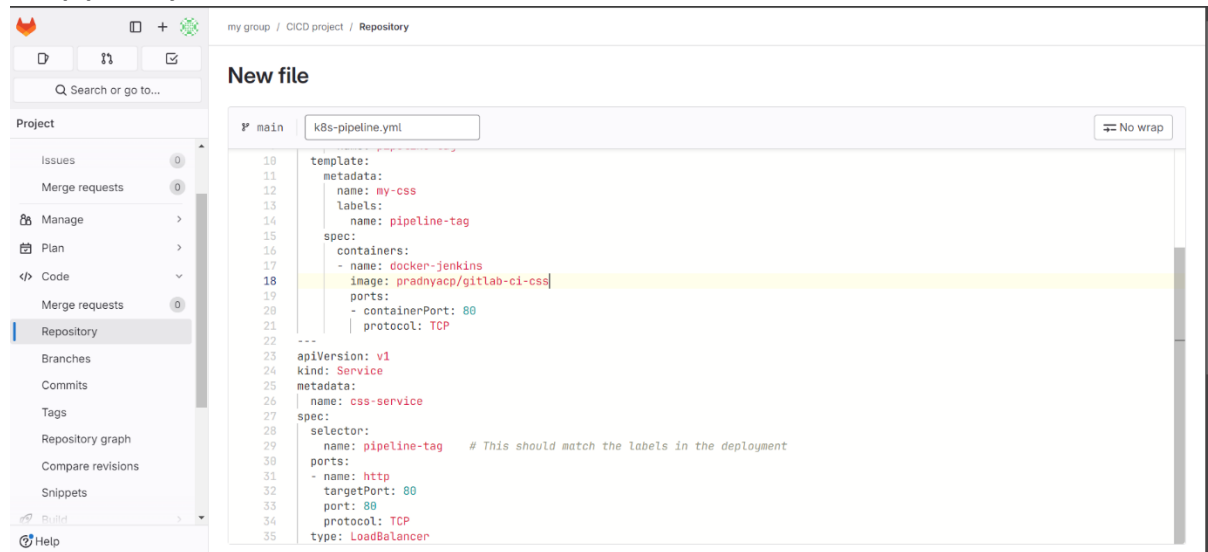 my group / CICD project / Repository
Search or go to...
New file
Project
main
k8s-pipeline.yml
No wrap
Issues 0
Merge requests 0
Manage
Plan
Code
Merge requests 0
Repository
Branches
Commits
Tags
Repository graph
Compare revisions
Snippets
Build
Help
10 template:
11 metadata:
12 name: my-css
13 labels:
14 name: pipeline-tag
15 spec:
16 containers:
17 - name: docker-jenkins
18 image: pradnyacp/gitlab-ci-css
19 ports:
20 - containerPort: 80
21 protocol: TCP
22 ---
23 apiVersion: v1
24 kind: Service
25 metadata:
26 name: css-service
27 spec:
28 selector:
29 name: pipeline-tag # This should match the labels in the deployment
30 ports:
31 - name: http
32 targetPort: 80
33 port: 80
34 protocol: TCP
35 type: LoadBalancer